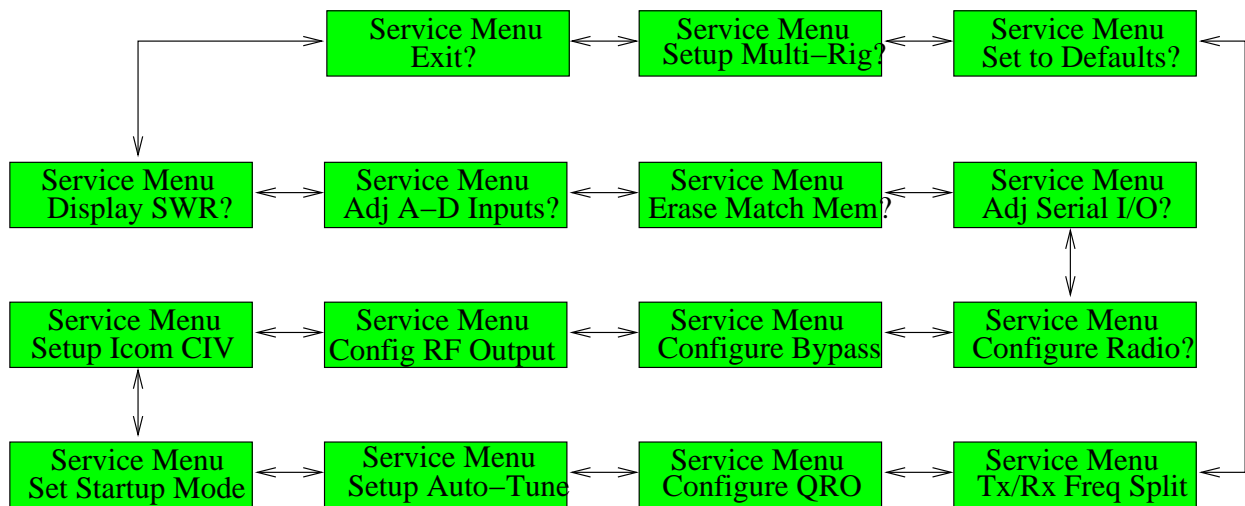 Service Menu
Exit?
Service Menu
Setup Multi−Rig?
Service Menu
Set to Defaults?
Service Menu
Display SWR?
Service Menu
Adj A−D Inputs?
Service Menu
Erase Match Mem?
Service Menu
Adj Serial I/O?
Service Menu
Setup Icom CIV
Service Menu
Config RF Output
Service Menu
Configure Bypass
Service Menu
Configure Radio?
Service Menu
Set Startup Mode
Service Menu
Setup Auto−Tune
Service Menu
Configure QRO
Service Menu
Tx/Rx Freq Split